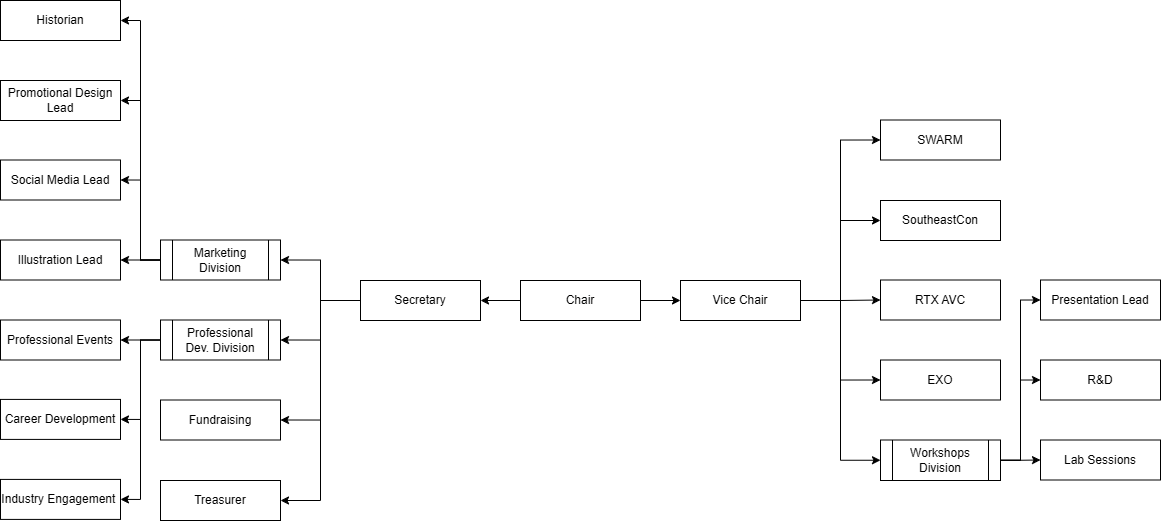 Historian
Promotional Design
Lead
Social Media Lead
Illustration Lead
Professional Events
Career Development
Industry Engagement
Marketing
Division
Professional
Dev. Division
Fundraising
Treasurer
Secretary
Chair
Vice Chair
SWARM
SoutheastCon
RTX AVC
EXO
Workshops
Division
Presentation Lead
R&D
Lab Sessions